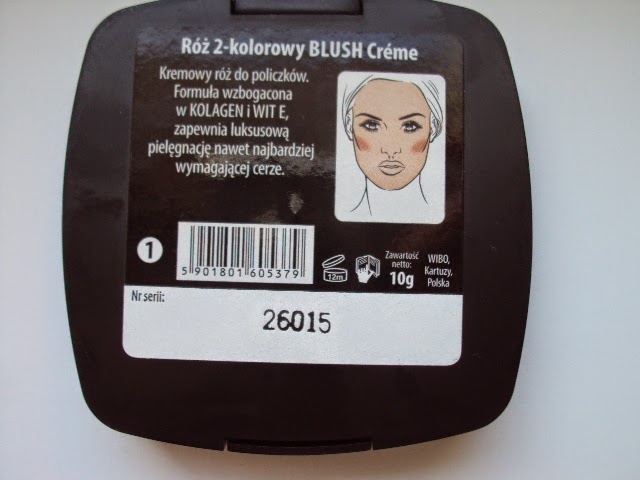 Róż 2-kolorowy BLUSH Créme
Kremowy róż do policzków.
Formuła wzbogacona
w KOLAGEN i WIT E,
zapewnia luksusową
pielęgnację nawet najbardziej
wymagającej cerze.
1
5 901801 605379
12m
Zawartość
netto:
10g
WIBO,
Kartuzy,
Polska
Nr serii:
26015